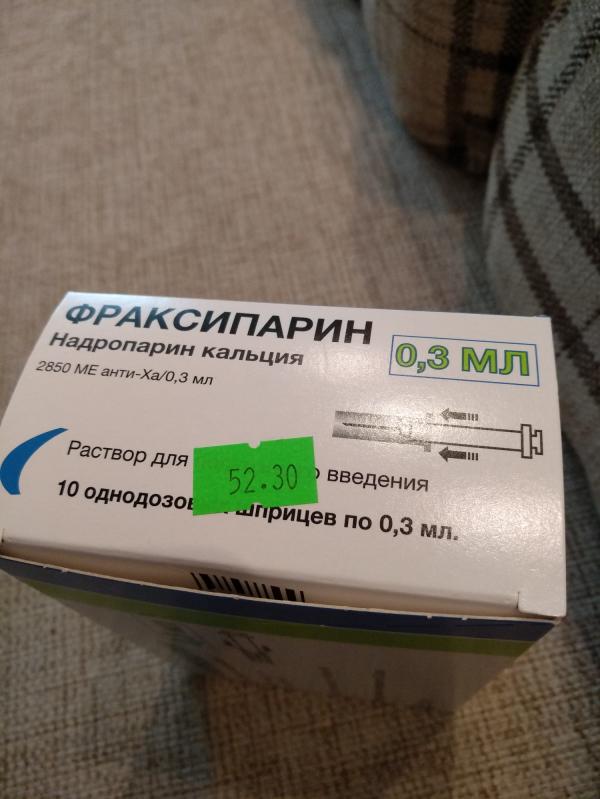 ФРАКСИПАРИН
Надропарин кальция
0,3 МЛ
2850 МЕ анти-Ха/0,3 мл
Раствор для введения
52.30
10 шприцев по 0,3 мл.